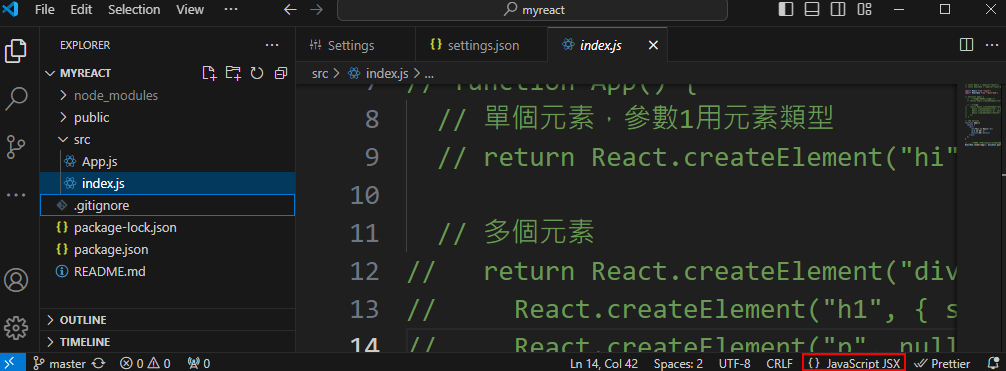 File Edit Selection View ··· myreact
EXPLORER ···
MYREACT
node_modules
public
src
App.js
index.js
.gitignore
{} package-lock.json
{} package.json
README.md
OUTLINE
TIMELINE
Settings {} settings.json index.js
src > index.js > ...
7 // function App() {
8 // 單個元素，參數1用元素類型
9 // return React.createElement("hi"
10
11 // 多個元素
12 // return React.createElement("div
13 // React.createElement("h1", { s
14 // React.createElement("p", null
master 0 0 0 Ln 14, Col 42 Spaces: 2 UTF-8 CRLF {} JavaScript JSX Prettier